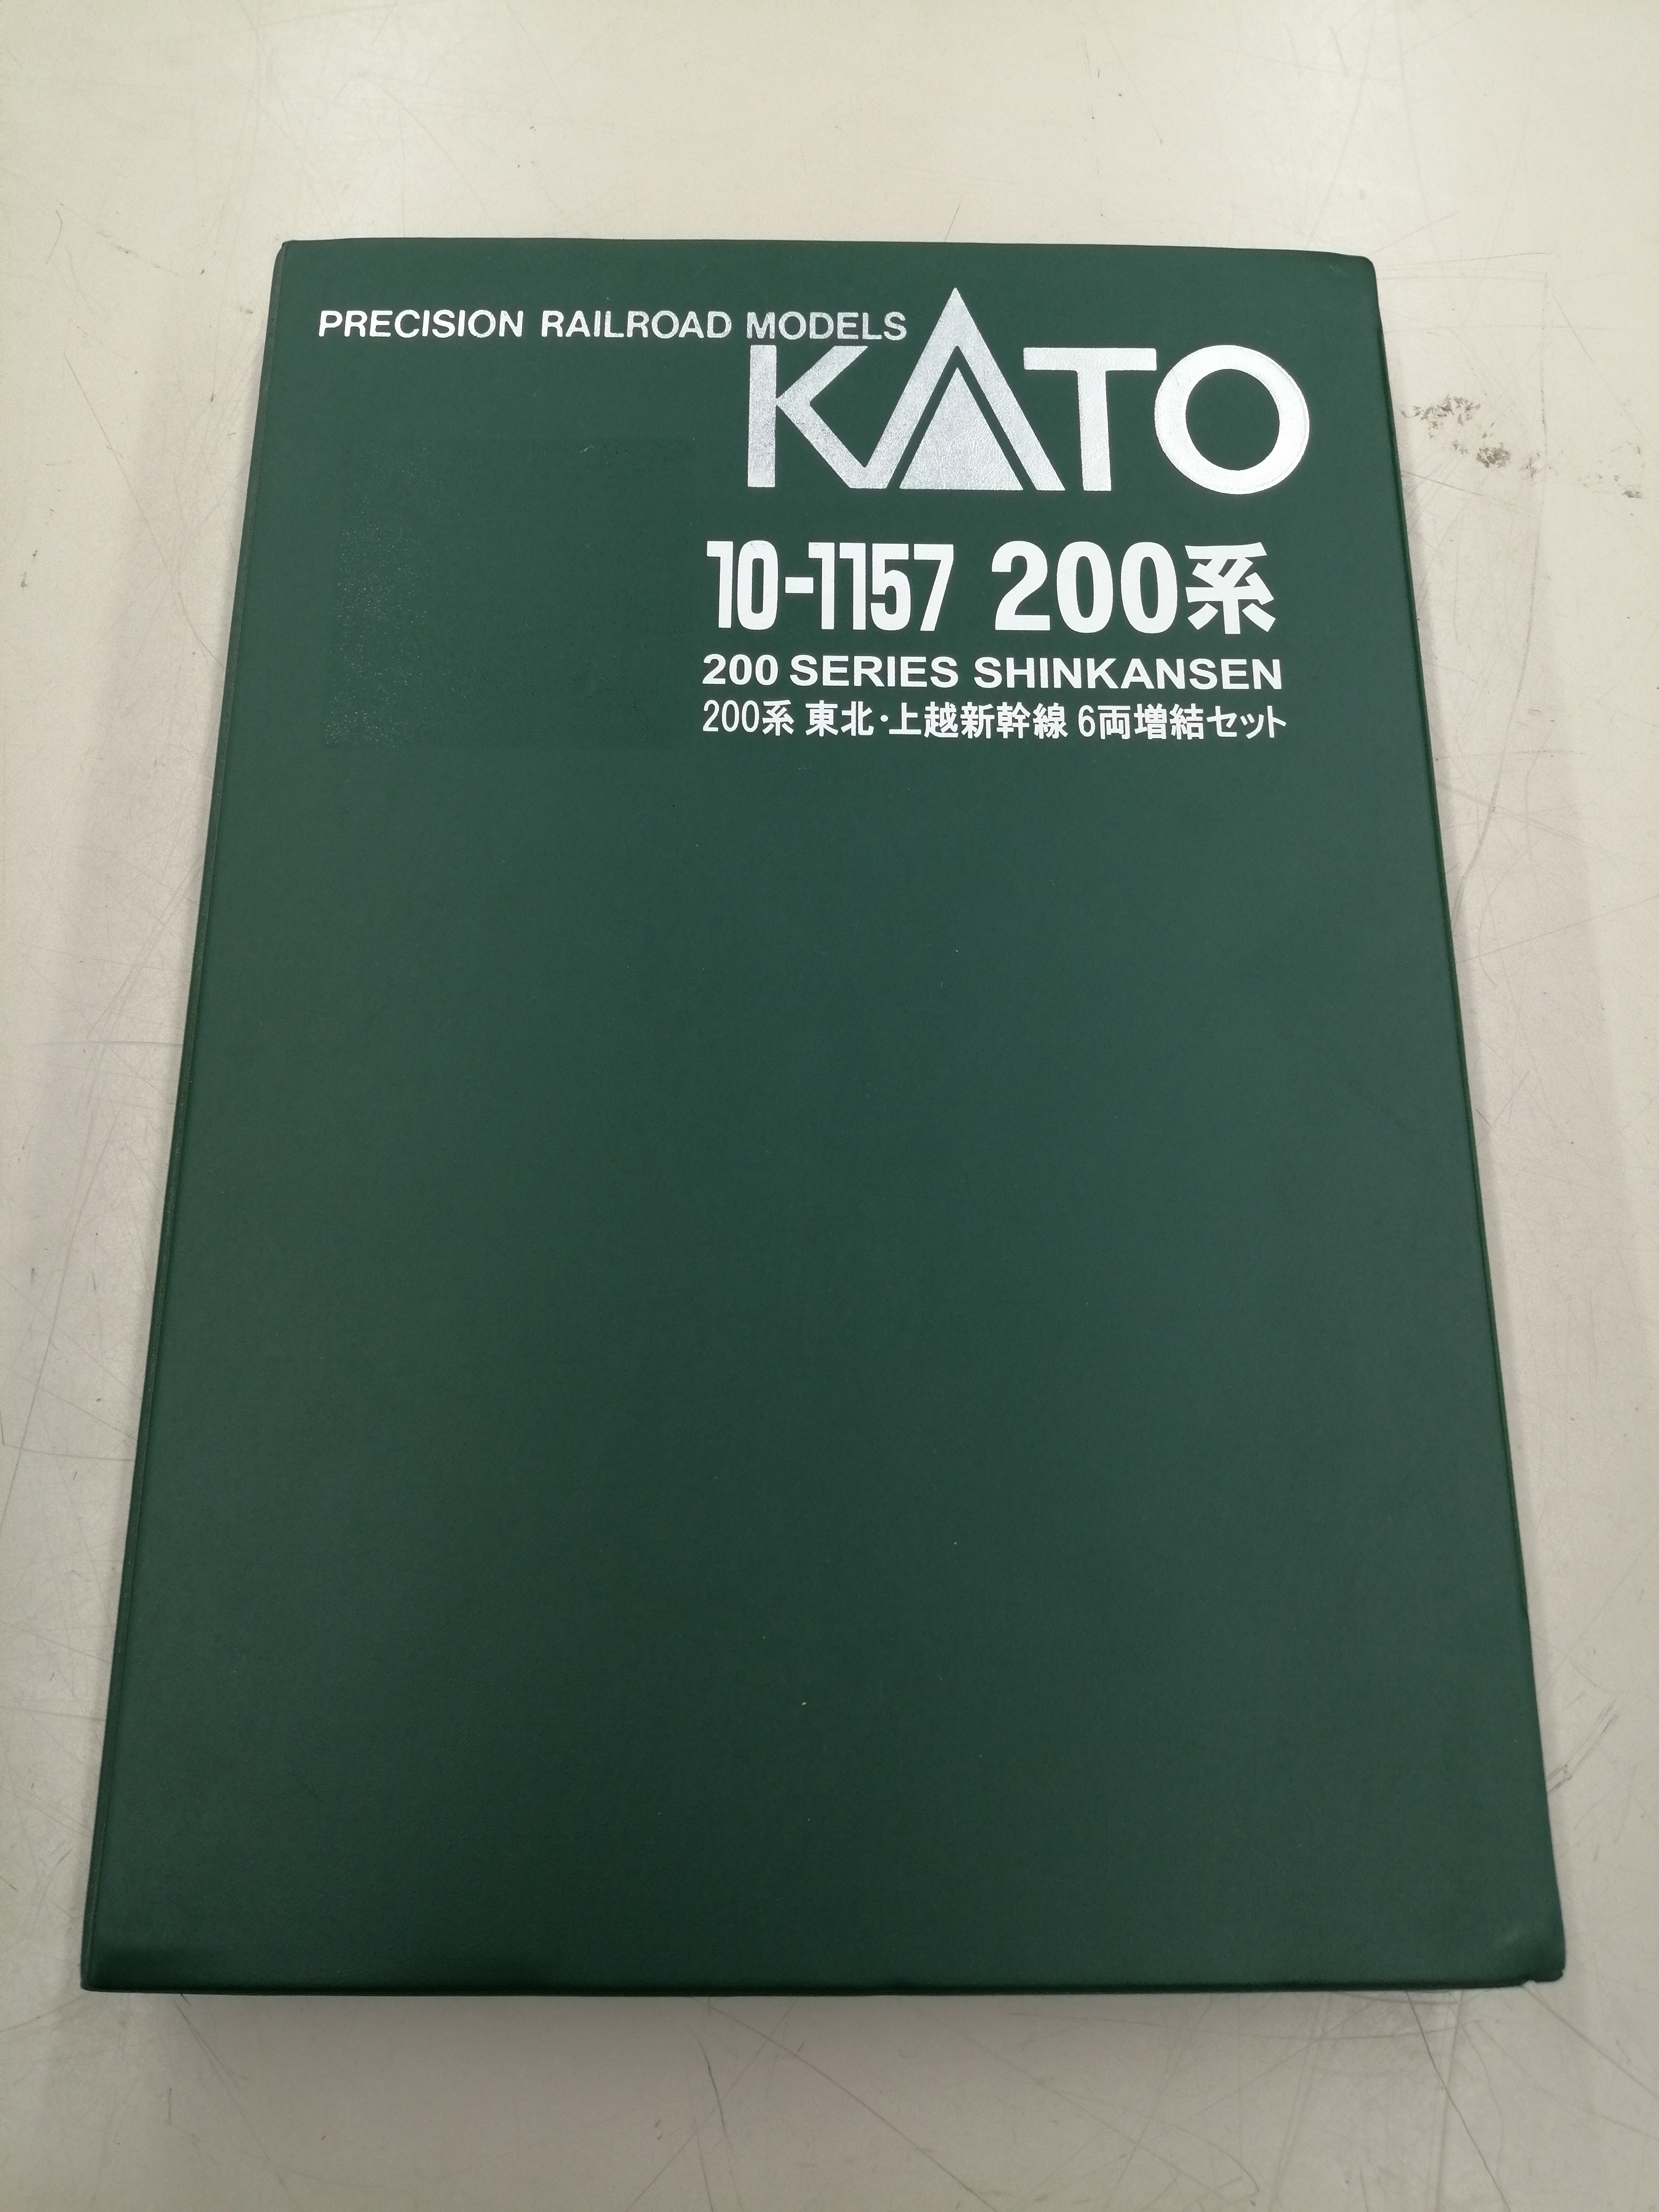 PRECISION RAILROAD MODELS
KATO
10-1157 200系
200 SERIES SHINKANSEN
200系 東北・上越新幹線 6両増結セット